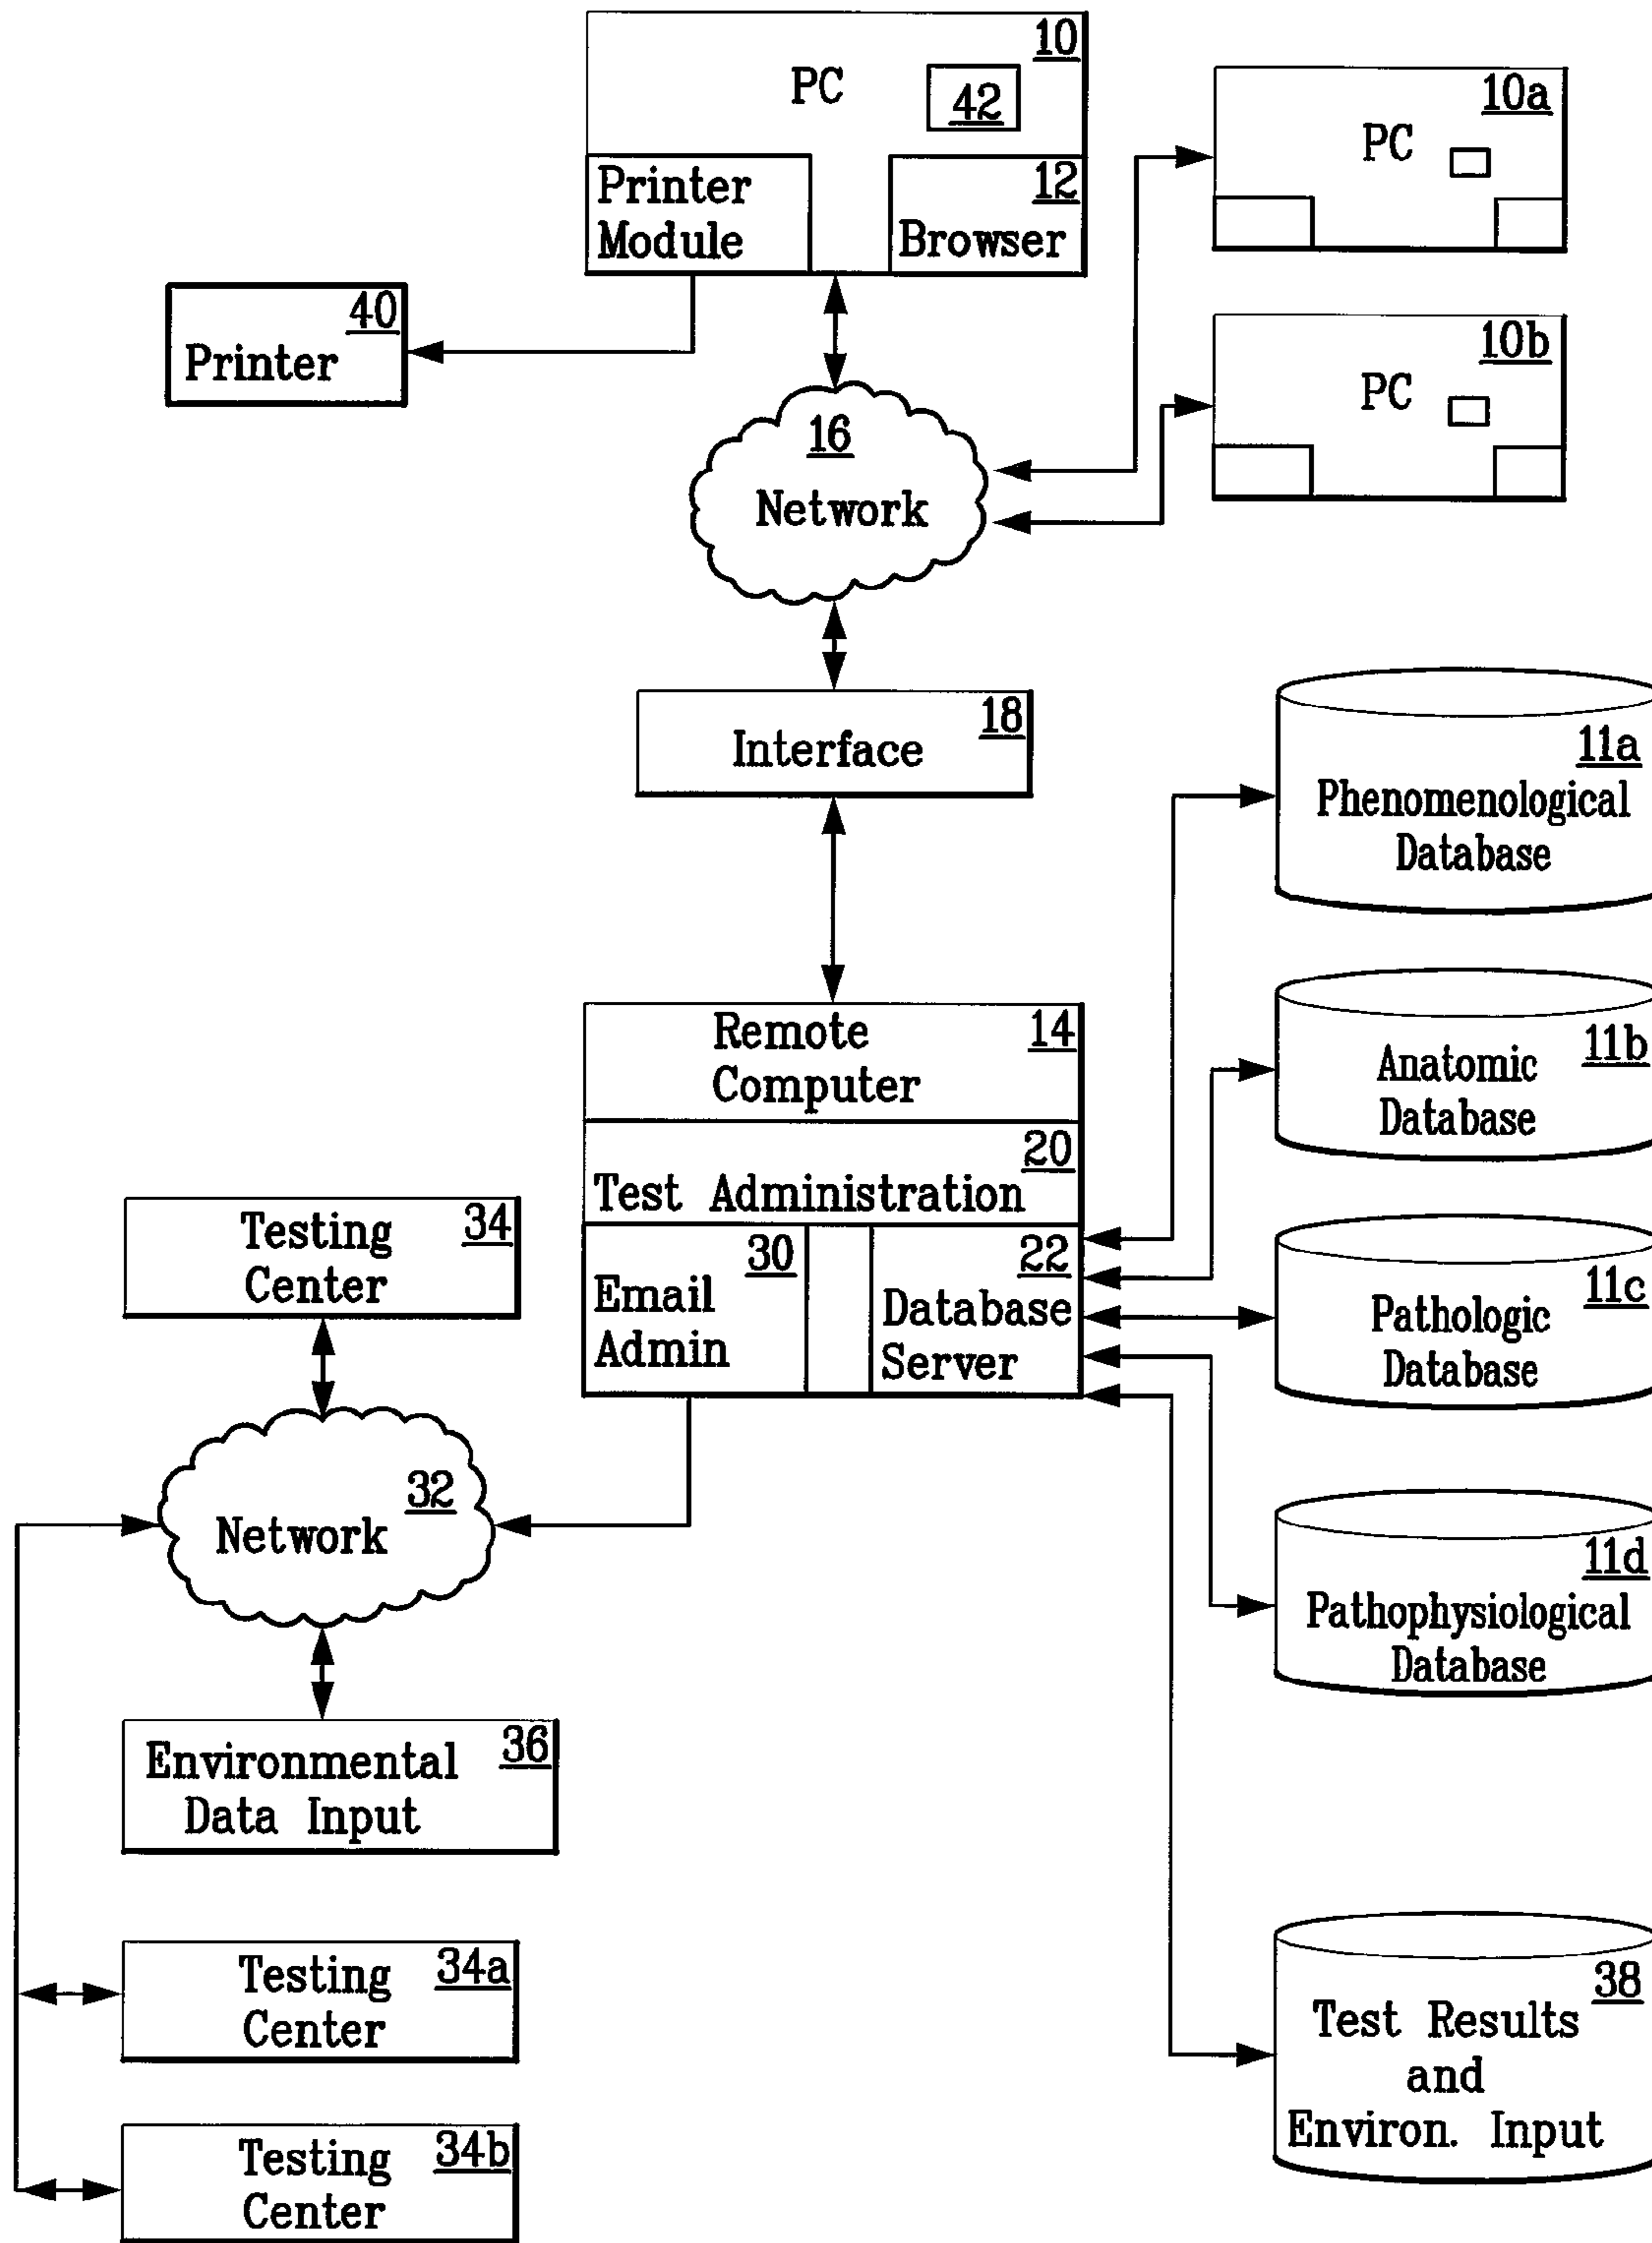 10
PC
42
Printer
Module
12
Browser
10a
PC
10b
PC
40
Printer
16
Network
18
Interface
11a
Phenomenological
Database
11b
Anatomic
Database
11c
Pathologic
Database
11d
Pathophysiological
Database
Remote
Computer
14
20
Test Administration
30
Email
Admin
22
Database
Server
Testing
Center
34
32
Network
Environmental
Data Input
36
Testing
Center
34a
Testing
Center
34b
38
Test Results
and
Environ. Input